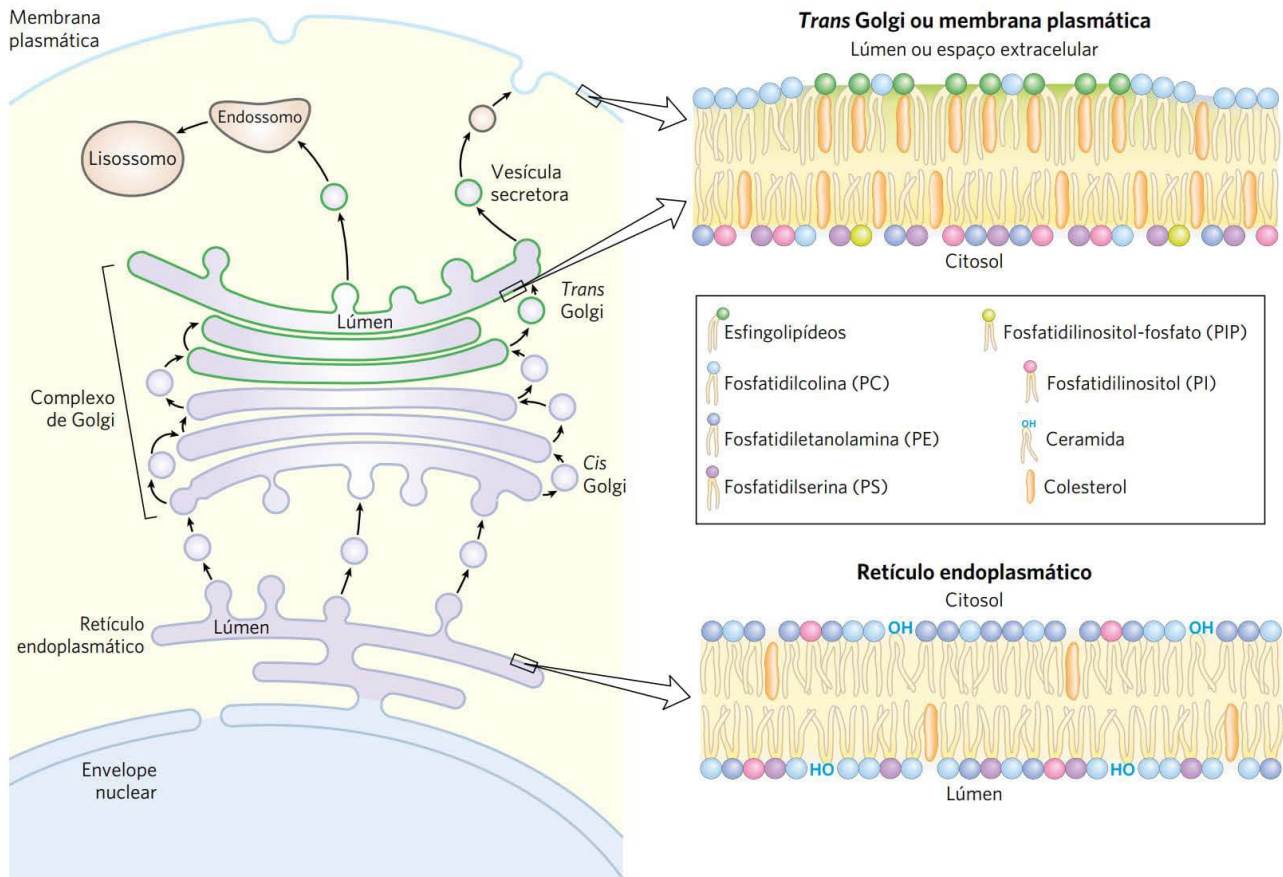 Membrana
plasmática
Endossomo
Lisossomo
Vesícula
secretora
Trans
Golgi
Lúmen
Complexo
de Golgi
Cis
Golgi
Retículo
endoplasmático
Lúmen
Envelope
nuclear
Trans Golgi ou membrana plasmática
Lúmen ou espaço extracelular
Citosol
Esfingolipídeos
Fosfatidilinositol-fosfato (PIP)
Fosfatidilcolina (PC)
Fosfatidilinositol (PI)
Fosfatidiletanolamina (PE)
OH
Ceramida
Fosfatidilserina (PS)
Colesterol
Retículo endoplasmático
Citosol
OH
OH
HO
HO
Lúmen